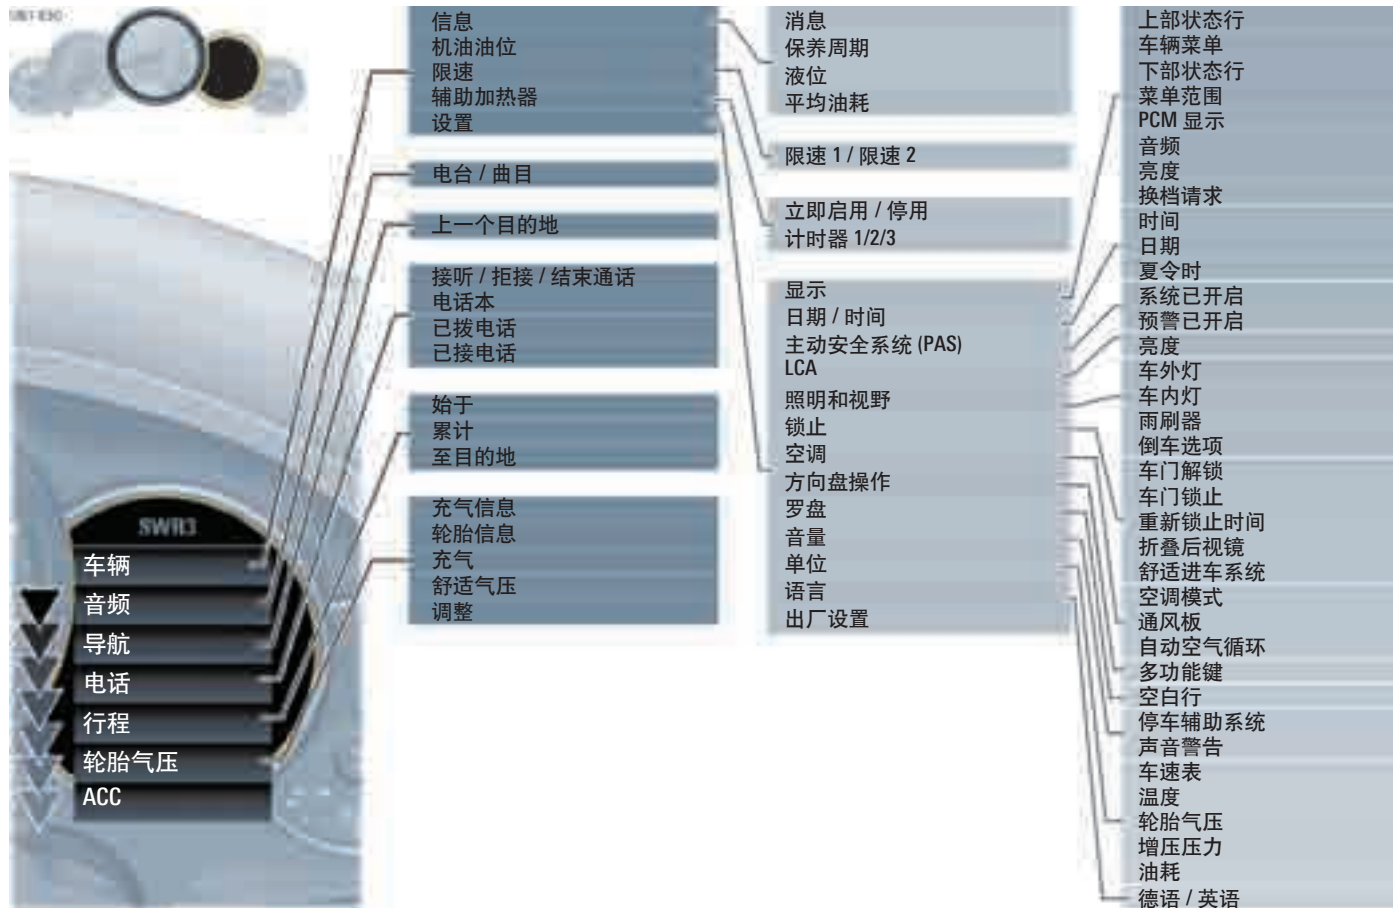 SWR3
车辆
音频
导航
电话
行程
轮胎气压
ACC
信息
机油油位
限速
辅助加热器
设置
电台 / 曲目
上一个目的地
接听 / 拒接 / 结束通话
电话本
已拨电话
已接电话
始于
累计
至目的地
充气信息
轮胎信息
充气
舒适气压
调整
消息
保养周期
液位
平均油耗
限速 1 / 限速 2
立即启用 / 停用
计时器 1/2/3
显示
日期 / 时间
主动安全系统 (PAS)
LCA
照明和视野
锁止
空调
方向盘操作
罗盘
音量
单位
语言
出厂设置
上部状态行
车辆菜单
下部状态行
菜单范围
PCM 显示
音频
亮度
换档请求
时间
日期
夏令时
系统已开启
预警已开启
亮度
车外灯
车内灯
雨刷器
倒车选项
车门解锁
车门锁止
重新锁止时间
折叠后视镜
舒适进车系统
空调模式
通风板
自动空气循环
多功能键
空白行
停车辅助系统
声音警告
车速表
温度
轮胎气压
增压压力
油耗
德语 / 英语